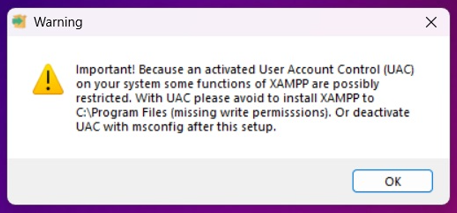 Warning
Important! Because an activated User Account Control (UAC)
on your system some functions of XAMPP are possibly
restricted. With UAC please avoid to install XAMPP to
C:\Program Files (missing write permisssions). Or deactivate
UAC with msconfig after this setup.
OK